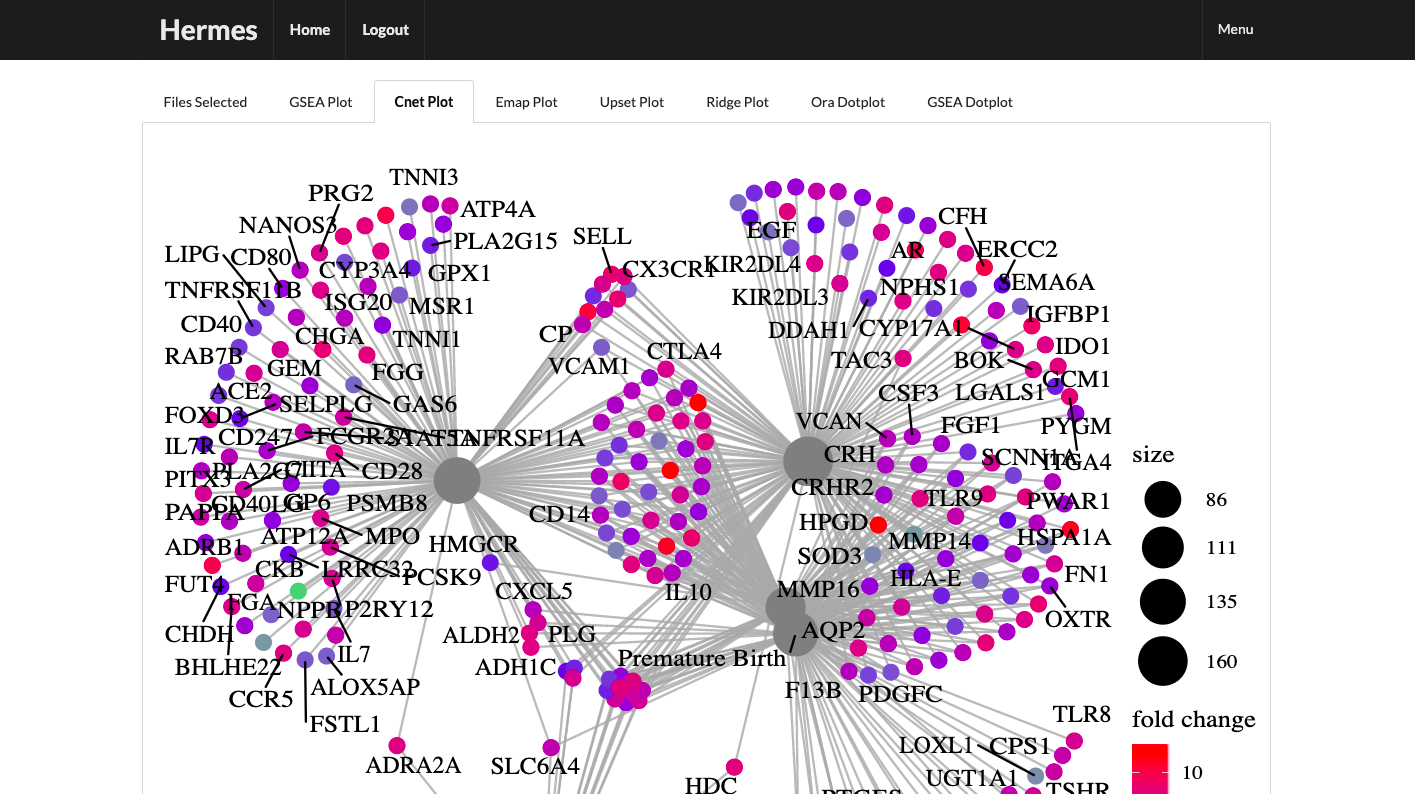 Hermes Home Logout Menu
Files Selected GSEA Plot Cnet Plot Emap Plot Upset Plot Ridge Plot Ora Dotplot GSEA Dotplot
TNNI3
PRG2
ATP4A
NANOS3
PLA2G15
SELL
EGF
CFH
LIPG
CD80
CYP3A4
GPX1
CX3CR1
KIR2DL4
AR
ERCC2
TNFRSF11B
ISG20
MSR1
KIR2DL3
NPHS1
SEMA6A
CD40
CHGA
TNNI1
CP
DDAH1
CYP17A1
IGFBP1
RAB7B
GEM
FGG
VCAM1
CTLA4
TAC3
BOK
IDO1
ACE2
SELPLG
GAS6
CSF3
LGALS1
GCM1
FOXD3
CD247
FCGR2A
STAT5A
TNFRSF11A
VCAN
FGF1
PYGM
IL7R
PLA2G7
CIITA
CD28
CRH
SCNN1A
ITGA4
size
PITX3
CD40LG
GP6
PSMB8
CRHR2
TLR9
PWAR1
86
PAPPA
ATP12A
MPO
CD14
HPGD
MMP14
HSPA1A
111
ADRB1
CKB
LRRC32
PCSK9
HMGCR
SOD3
HLA-E
FN1
FUT4
FGA
NPPB
P2RY12
CXCL5
IL10
MMP16
OXTR
135
CHDH
ALDH2
PLG
AQP2
BHLHE22
IL7
ADH1C
Premature Birth
160
CCR5
ALOX5AP
F13B
PDGFC
FSTL1
TLR8
fold change
ADRA2A
SLC6A4
HDC
LOXL1
CPS1
10
UGT1A1
TSHR
PTGES